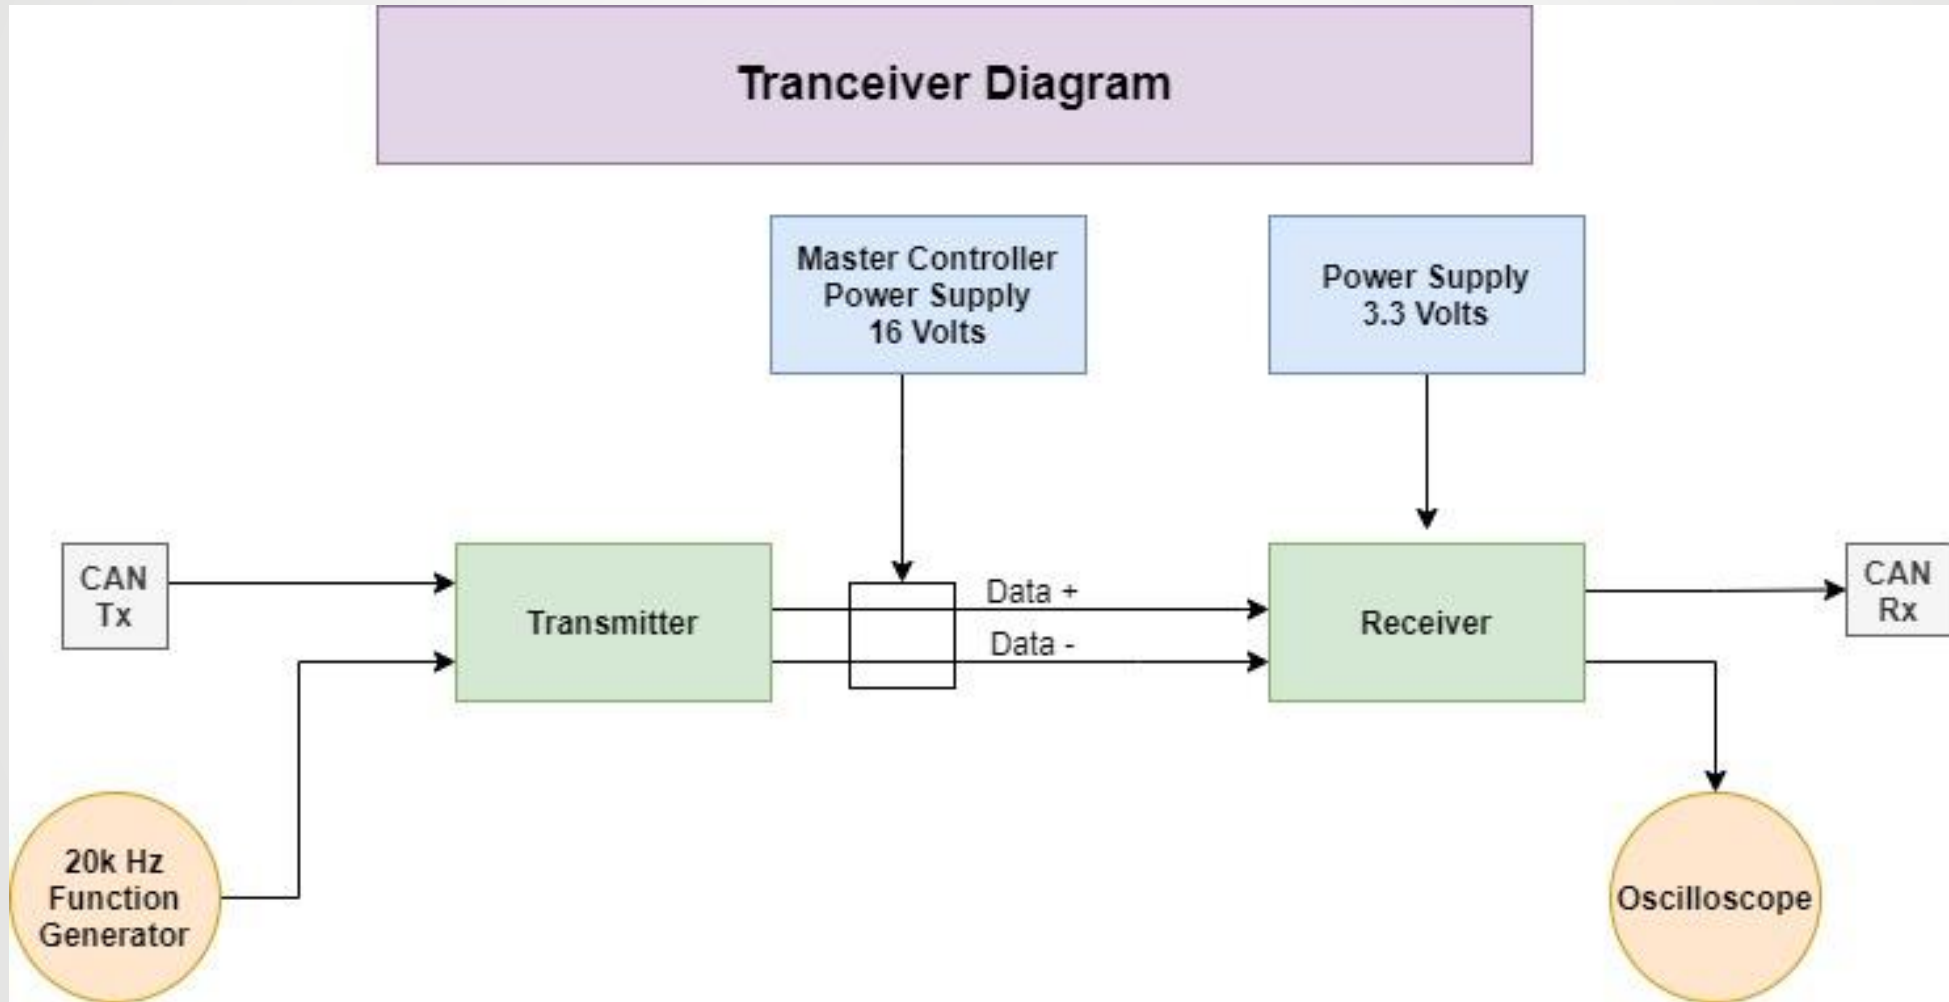 Tranceiver Diagram
Master Controller
Power Supply
16 Volts
Power Supply
3.3 Volts
CAN
Tx
Transmitter
Data +
Data -
Receiver
CAN
Rx
20k Hz
Function
Generator
Oscilloscope